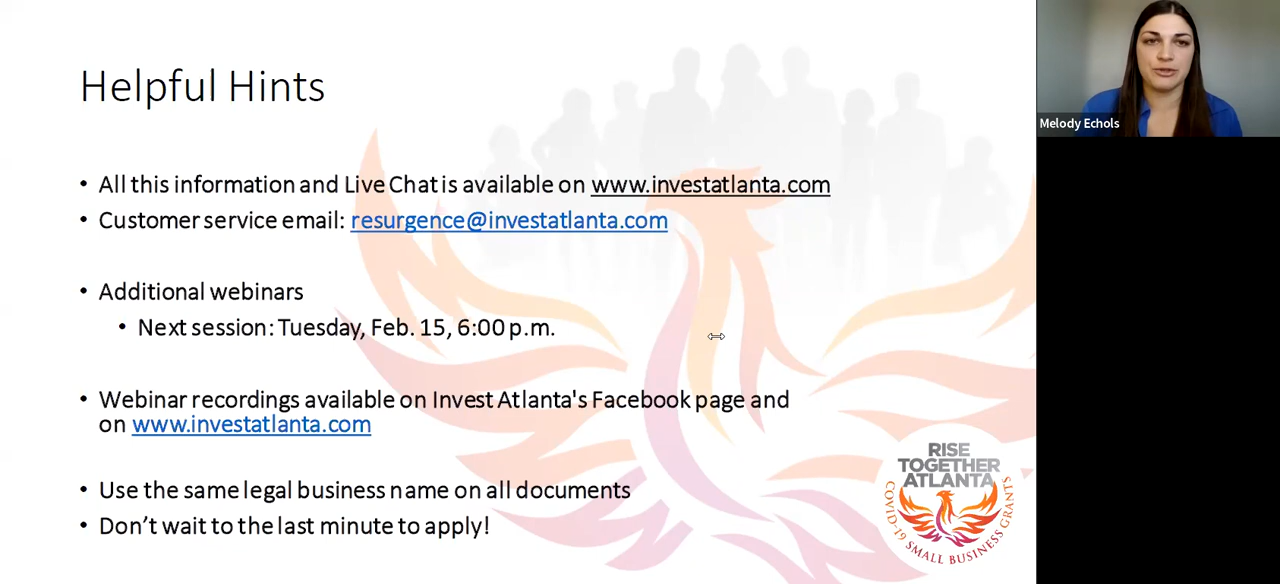 Helpful Hints
• All this information and Live Chat is available on www.investatlanta.com
• Customer service email: resurgence@investatlanta.com
• Additional webinars
• Next session: Tuesday, Feb. 15, 6:00 p.m.
• Webinar recordings available on Invest Atlanta's Facebook page and
on www.investatlanta.com
• Use the same legal business name on all documents
• Don’t wait to the last minute to apply!
RISE
TOGETHER
ATLANTA
COVID-19 SMALL BUSINESS GRANTS
Melody Echols